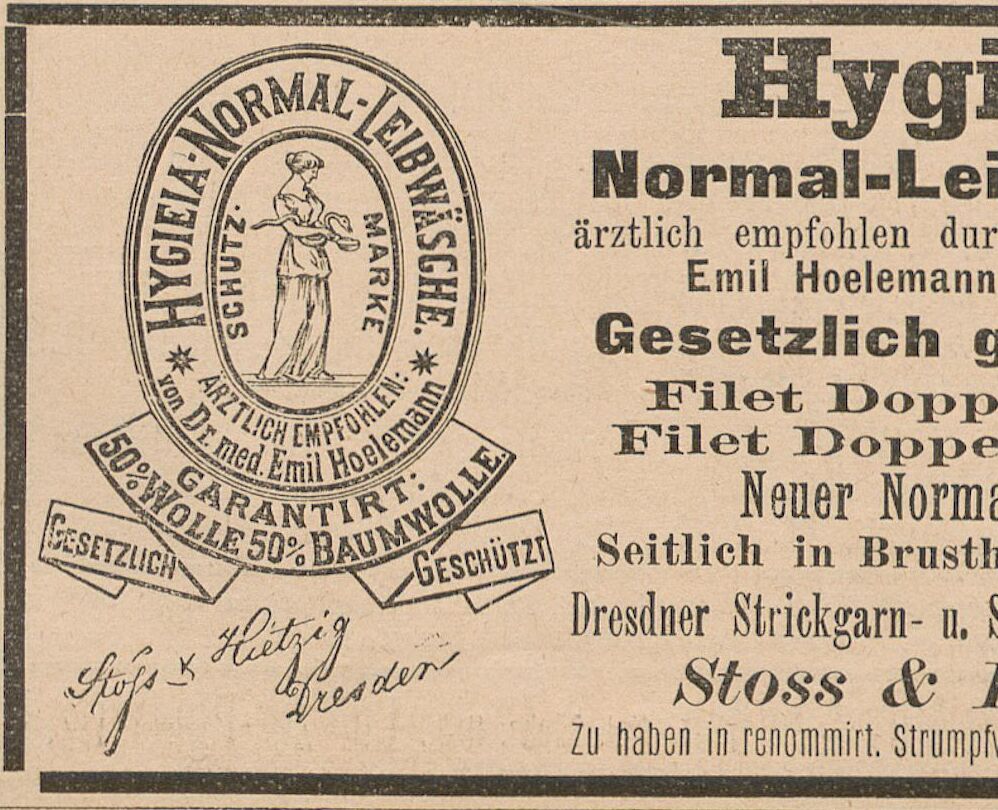 HYGIEIA-NORMAL-LEIBWÄSCHE.
SCHUTZ-
MARKE
ÄRZTLICH EMPFOHLEN:
von Dr. med. Emil Hoelemann
GARANTIRT:
50% WOLLE 50% BAUMWOLLE.
GESETZLICH
GESCHÜTZT
Stoss & Hietzig
Dresden
Hygi
Normal-Lei
ärztlich empfohlen dur
Emil Hoelemann
Gesetzlich g
Filet Dopp
Filet Doppe
Neuer Norma
Seitlich in Brusth
Dresdner Strickgarn- u. S
Stoss &
Zu haben in renommirt. Strumpfw